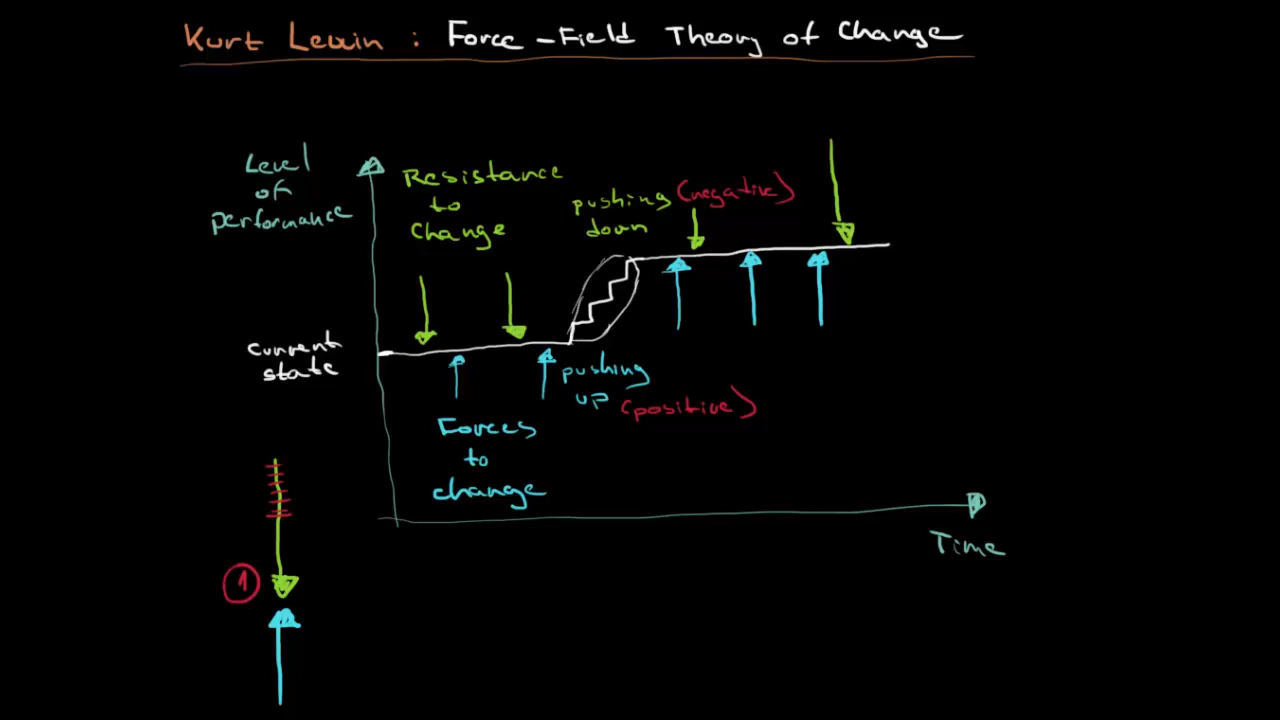 Kurt Lewin : Force-Field Theory of Change
Level
of
performance
Resistance
to
change
pushing (negative)
down
current
state
pushing
up (positive)
Forces
to
change
Time
1